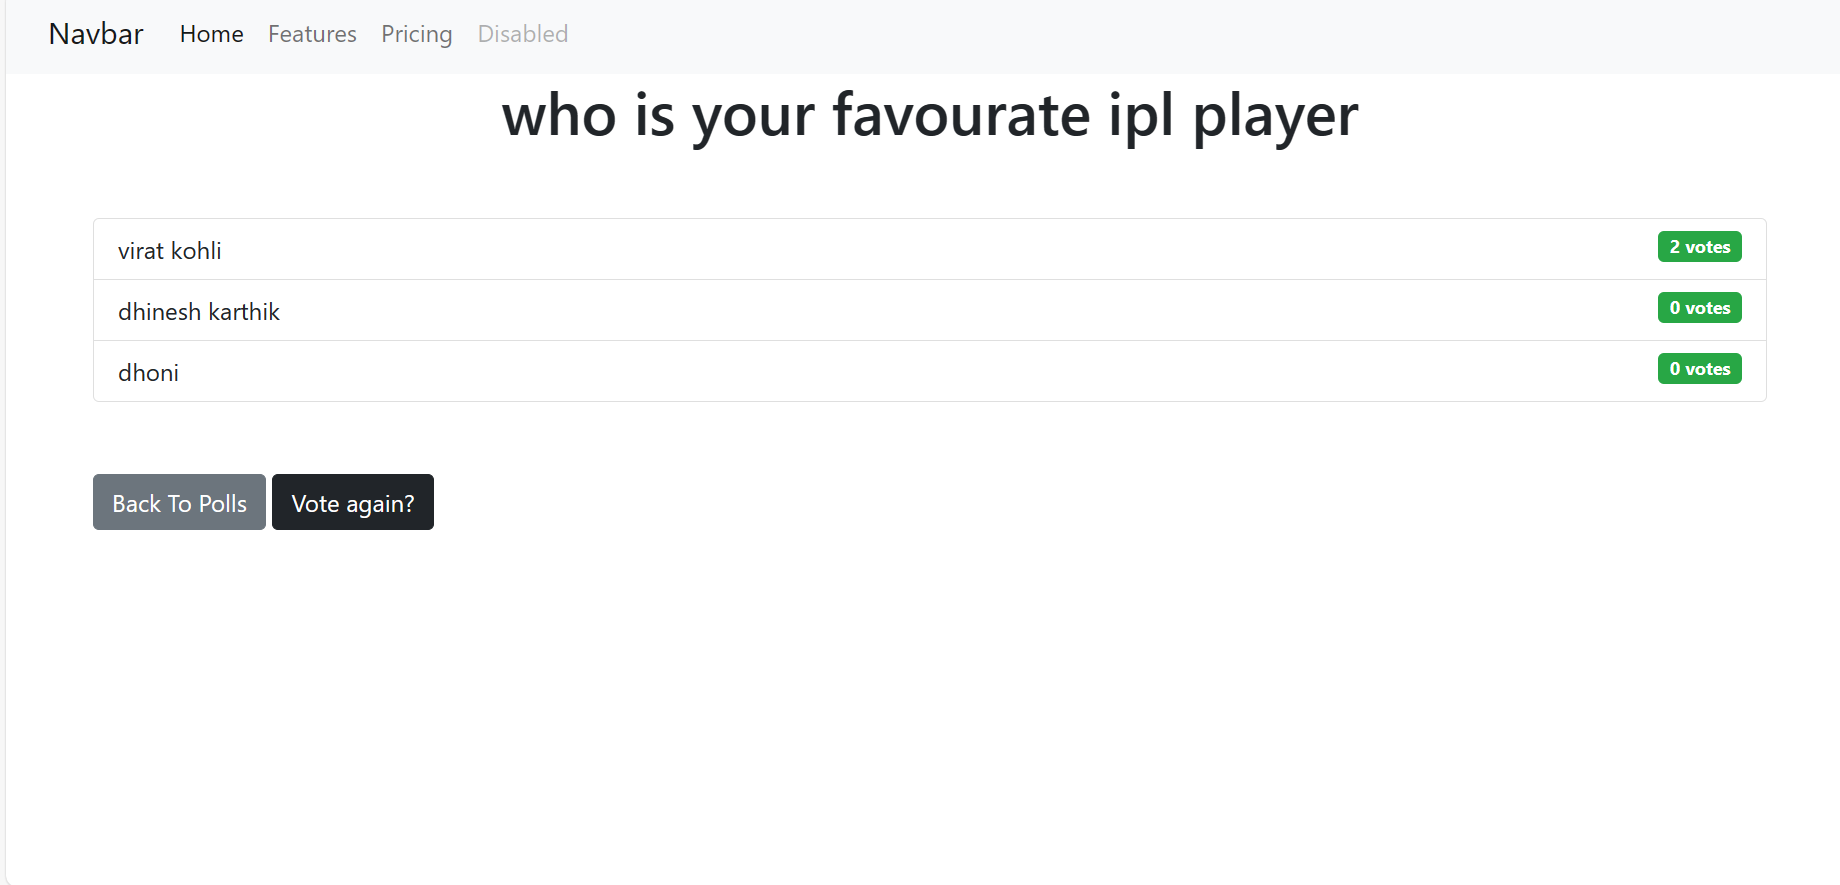 Navbar Home Features Pricing Disabled
who is your favourate ipl player
virat kohli 2 votes
dhinesh karthik 0 votes
dhoni 0 votes
Back To Polls Vote again?